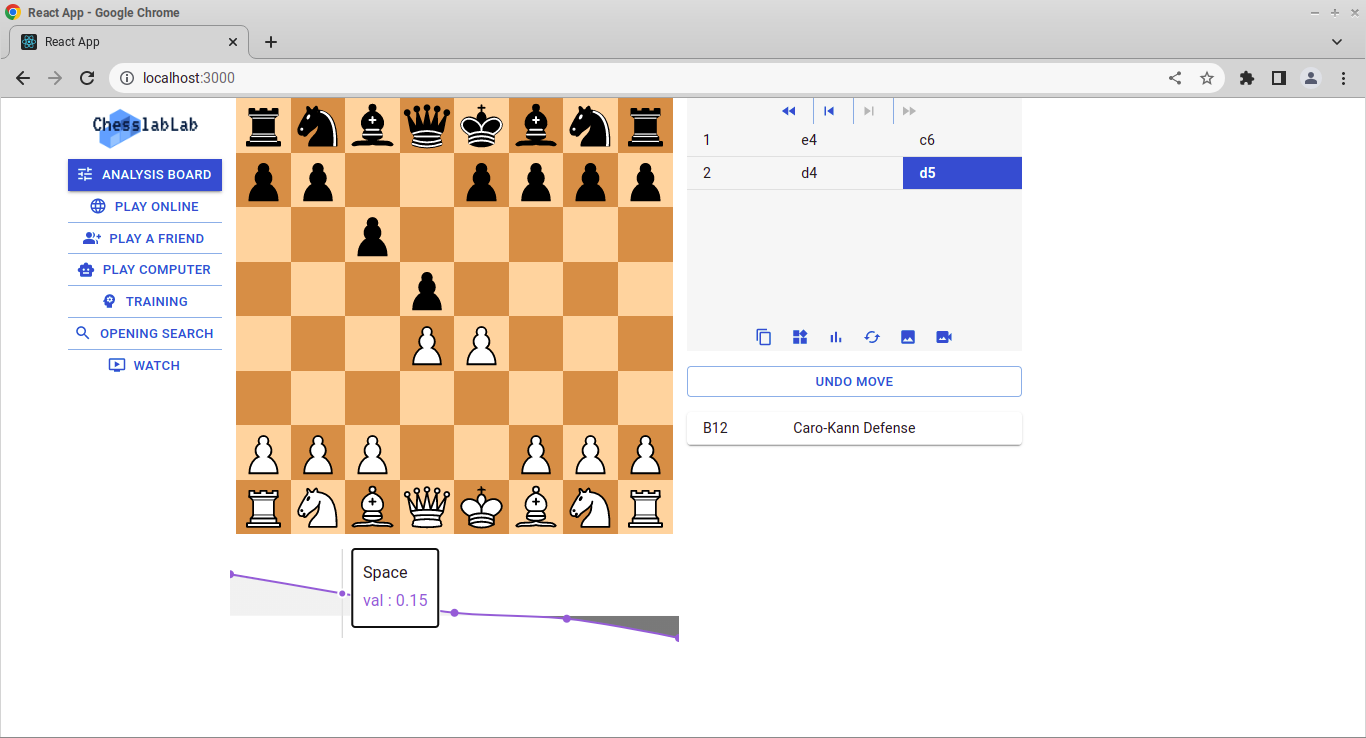 React App - Google Chrome
React App
localhost:3000
ChesslabLab
ANALYSIS BOARD
PLAY ONLINE
PLAY A FRIEND
PLAY COMPUTER
TRAINING
OPENING SEARCH
WATCH
1 e4 c6
2 d4 d5
UNDO MOVE
B12 Caro-Kann Defense
Space
val : 0.15